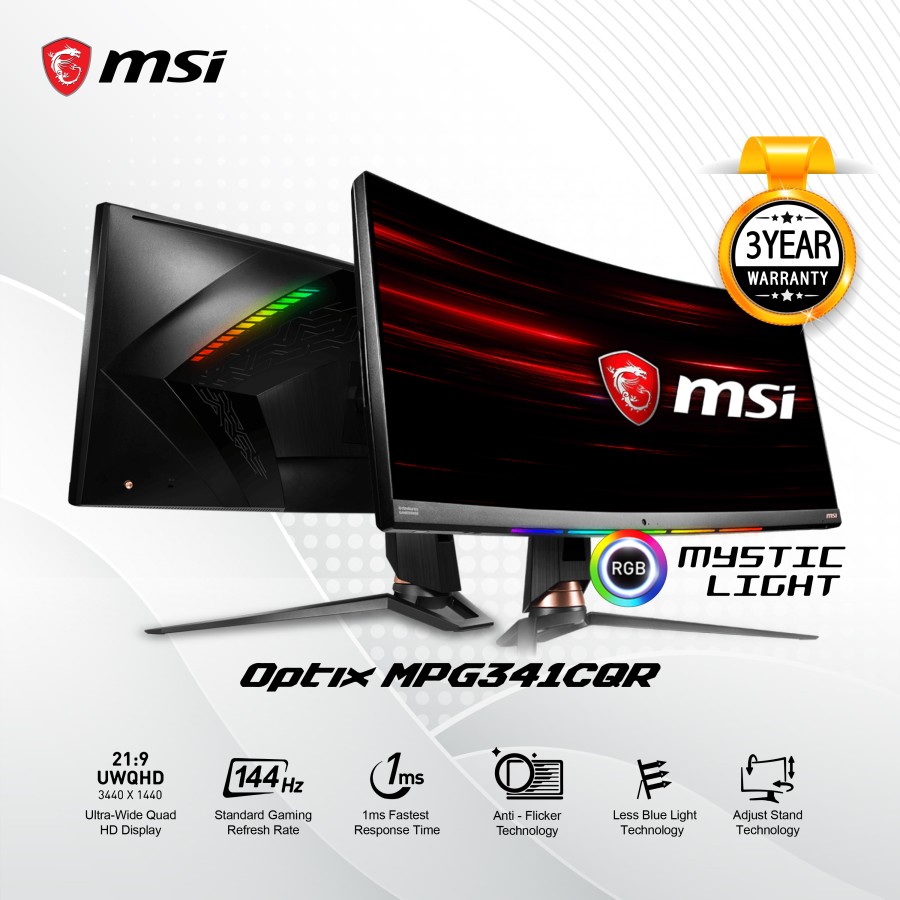 msi
3YEAR
WARRANTY
msi
msi
RGB
MYSTIC
LIGHT
Optix MPG341CQR
21:9
UWQHD
3440 X 1440
Ultra-Wide Quad
HD Display
144Hz
Standard Gaming
Refresh Rate
1ms
1ms Fastest
Response Time
Anti - Flicker
Technology
Less Blue Light
Technology
Adjust Stand
Technology